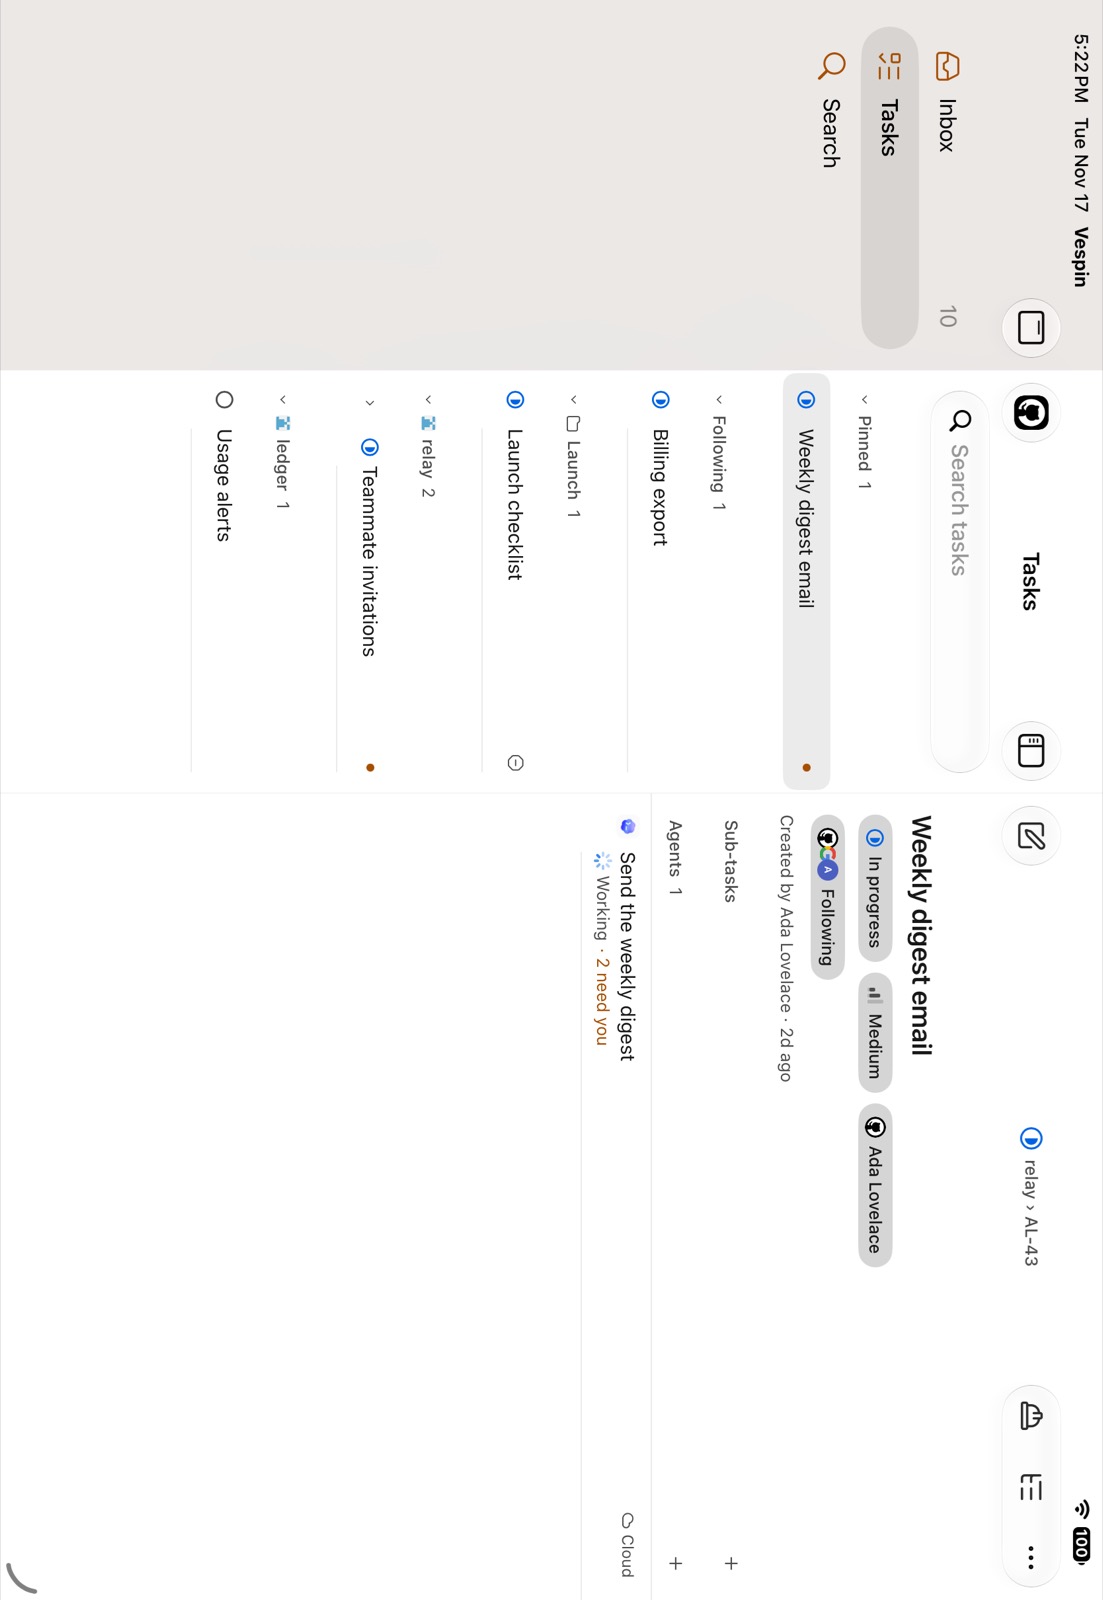 5:22 PM Tue Nov 17 Vespin
100
Inbox 10
Tasks
Search
Tasks
Search tasks
Pinned 1
Weekly digest email
Following 1
Billing export
Launch 1
Launch checklist
relay 2
Teammate invitations
ledger 1
Usage alerts
relay › AL-43
Weekly digest email
In progress Medium Ada Lovelace
A Following
Created by Ada Lovelace · 2d ago
Sub-tasks
Agents 1
Send the weekly digest Cloud
Working · 2 need you